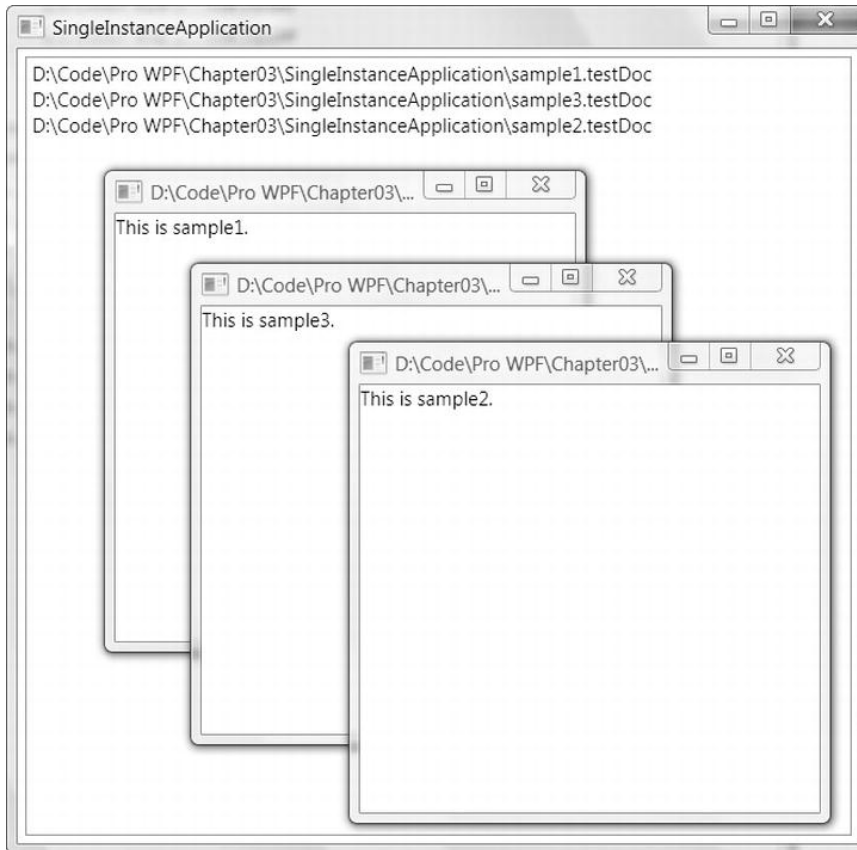 SingleInstanceApplication
D:\Code\Pro WPF\Chapter03\SingleInstanceApplication\sample1.testDoc
D:\Code\Pro WPF\Chapter03\SingleInstanceApplication\sample3.testDoc
D:\Code\Pro WPF\Chapter03\SingleInstanceApplication\sample2.testDoc
D:\Code\Pro WPF\Chapter03\...
This is sample1.
D:\Code\Pro WPF\Chapter03\...
This is sample3.
D:\Code\Pro WPF\Chapter03\...
This is sample2.